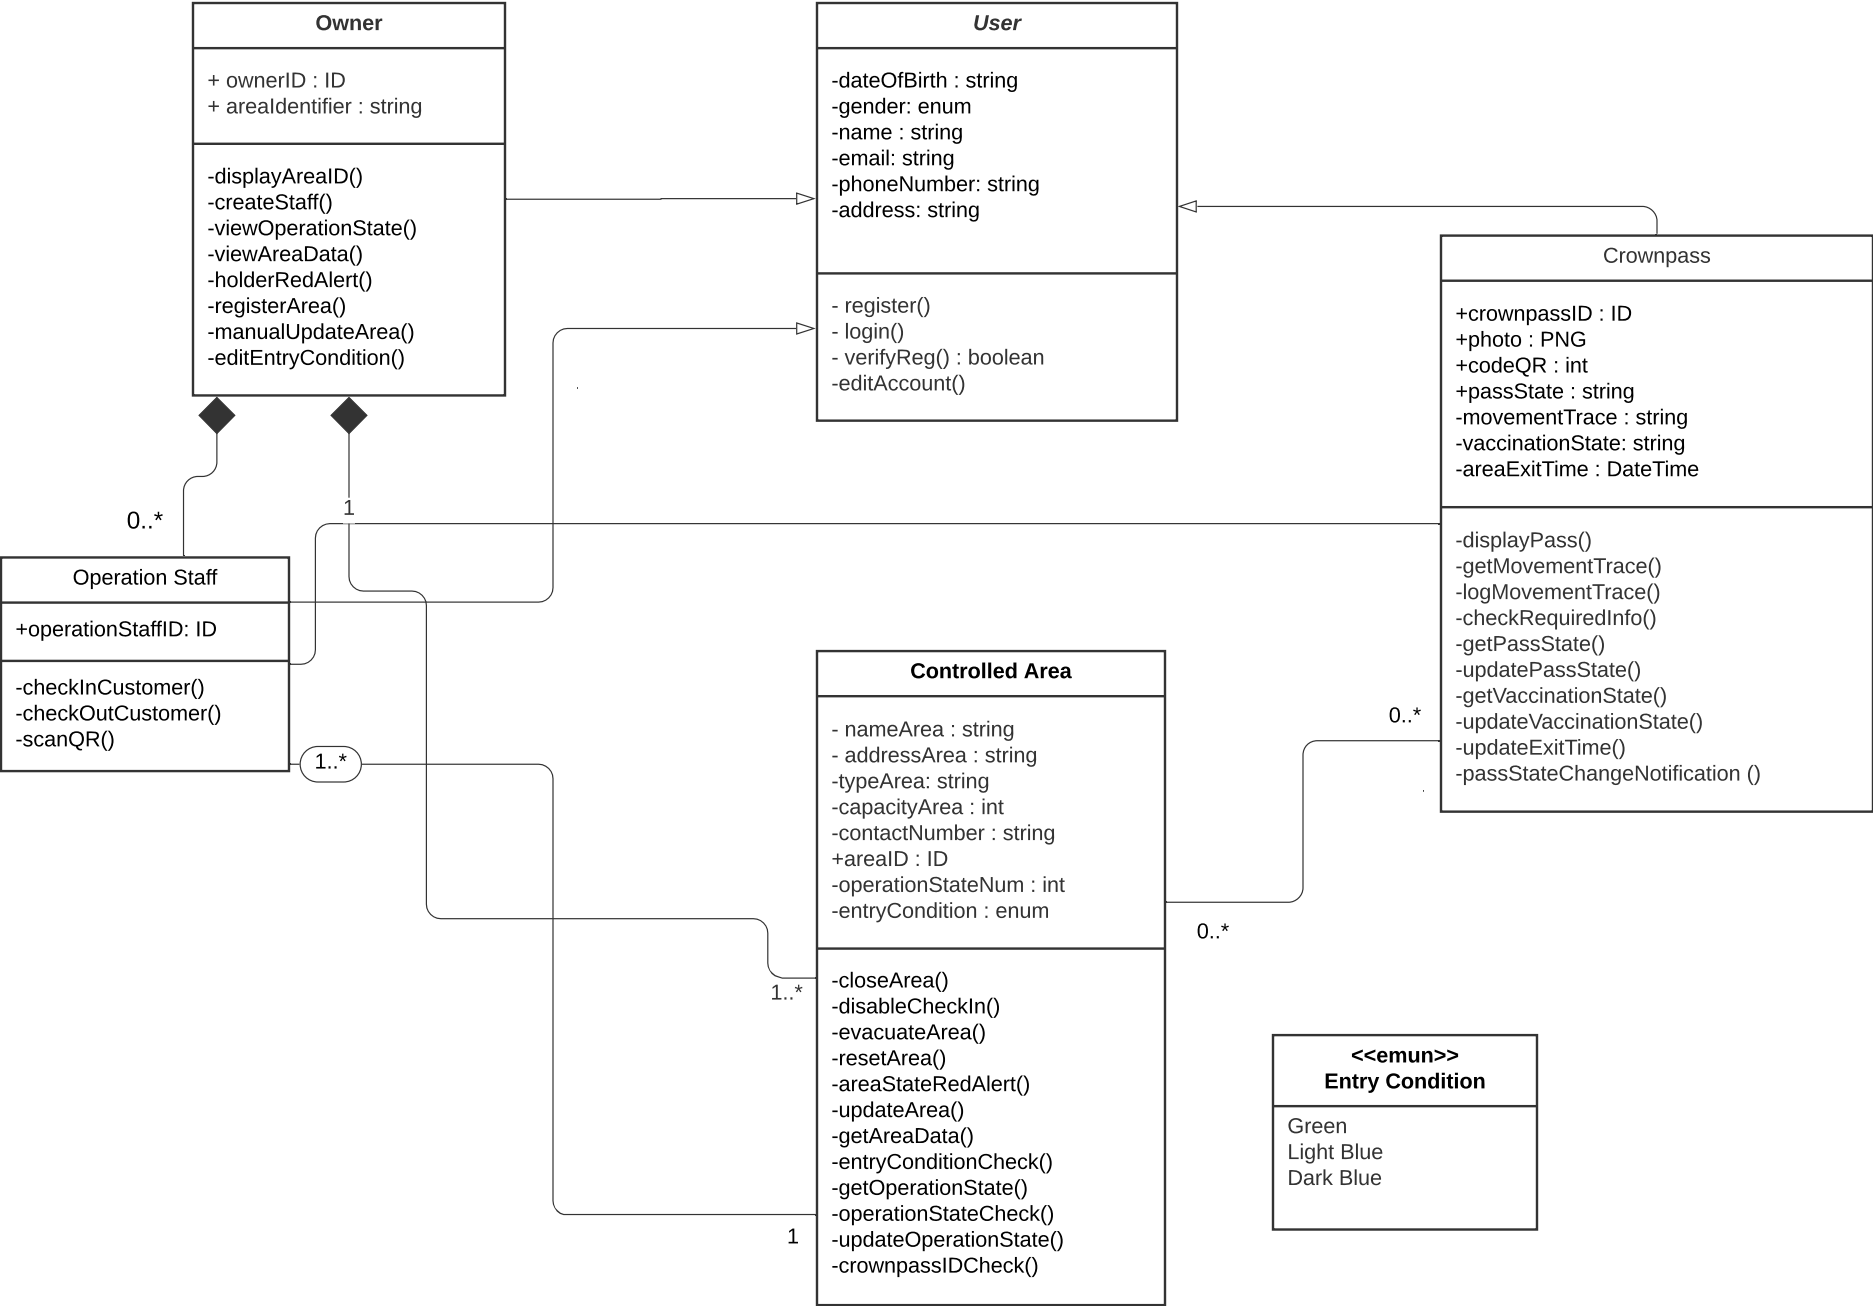 Owner
+ ownerID : ID
+ areaIdentifier : string
-displayAreaID()
-createStaff()
-viewOperationState()
-viewAreaData()
-holderRedAlert()
-registerArea()
-manualUpdateArea()
-editEntryCondition()
User
-dateOfBirth : string
-gender: enum
-name : string
-email: string
-phoneNumber: string
-address: string
- register()
- login()
- verifyReg() : boolean
-editAccount()
Crownpass
+crownpassID : ID
+photo : PNG
+codeQR : int
+passState : string
-movementTrace : string
-vaccinationState: string
-areaExitTime : DateTime
-displayPass()
-getMovementTrace()
-logMovementTrace()
-checkRequiredInfo()
-getPassState()
-updatePassState()
-getVaccinationState()
-updateVaccinationState()
-updateExitTime()
-passStateChangeNotification ()
0..*
1
Operation Staff
+operationStaffID: ID
-checkInCustomer()
-checkOutCustomer()
-scanQR()
1..*
Controlled Area
- nameArea : string
- addressArea : string
-typeArea: string
-capacityArea : int
-contactNumber : string
+areaID : ID
-operationStateNum : int
-entryCondition : enum
-closeArea()
-disableCheckIn()
-evacuateArea()
-resetArea()
-areaStateRedAlert()
-updateArea()
-getAreaData()
-entryConditionCheck()
-getOperationState()
-operationStateCheck()
-updateOperationState()
-crownpassIDCheck()
0..*
0..*
1..*
1
<<emun>>
Entry Condition
Green
Light Blue
Dark Blue